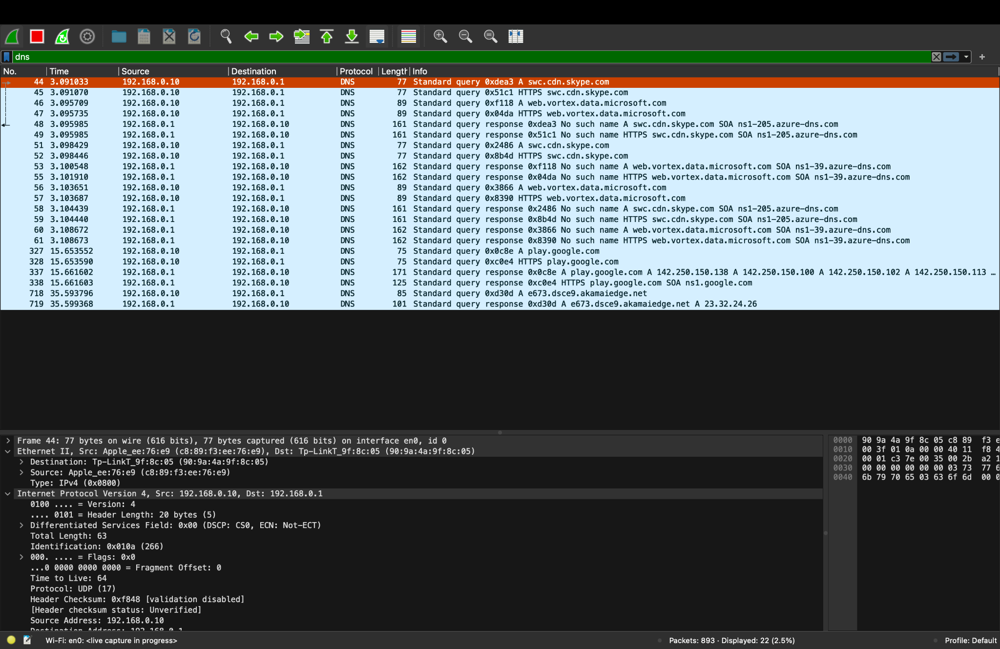 dns
No. Time Source Destination Protocol Length Info
44 3.091033 192.168.0.10 192.168.0.1 DNS 77 Standard query 0xdea3 A swc.cdn.skype.com
45 3.091070 192.168.0.10 192.168.0.1 DNS 77 Standard query 0x51c1 HTTPS swc.cdn.skype.com
46 3.095709 192.168.0.10 192.168.0.1 DNS 89 Standard query 0xf118 A web.vortex.data.microsoft.com
47 3.095735 192.168.0.10 192.168.0.1 DNS 89 Standard query 0x04da HTTPS web.vortex.data.microsoft.com
48 3.095985 192.168.0.1 192.168.0.10 DNS 161 Standard query response 0xdea3 No such name A swc.cdn.skype.com SOA ns1-205.azure-dns.com
49 3.095985 192.168.0.1 192.168.0.10 DNS 161 Standard query response 0x51c1 No such name HTTPS swc.cdn.skype.com SOA ns1-205.azure-dns.com
51 3.098429 192.168.0.10 192.168.0.1 DNS 77 Standard query 0x2486 A swc.cdn.skype.com
52 3.098446 192.168.0.10 192.168.0.1 DNS 77 Standard query 0x8b4d HTTPS swc.cdn.skype.com
53 3.100548 192.168.0.1 192.168.0.10 DNS 162 Standard query response 0xf118 No such name A web.vortex.data.microsoft.com SOA ns1-39.azure-dns.com
55 3.101910 192.168.0.1 192.168.0.10 DNS 162 Standard query response 0x04da No such name HTTPS web.vortex.data.microsoft.com SOA ns1-39.azure-dns.com
56 3.103651 192.168.0.10 192.168.0.1 DNS 89 Standard query 0x3866 A web.vortex.data.microsoft.com
57 3.103687 192.168.0.10 192.168.0.1 DNS 89 Standard query 0x8390 HTTPS web.vortex.data.microsoft.com
58 3.104439 192.168.0.1 192.168.0.10 DNS 161 Standard query response 0x2486 No such name A swc.cdn.skype.com SOA ns1-205.azure-dns.com
59 3.104440 192.168.0.1 192.168.0.10 DNS 161 Standard query response 0x8b4d No such name HTTPS swc.cdn.skype.com SOA ns1-205.azure-dns.com
60 3.108672 192.168.0.1 192.168.0.10 DNS 162 Standard query response 0x3866 No such name A web.vortex.data.microsoft.com SOA ns1-39.azure-dns.com
61 3.108673 192.168.0.1 192.168.0.10 DNS 162 Standard query response 0x8390 No such name HTTPS web.vortex.data.microsoft.com SOA ns1-39.azure-dns.com
327 15.653552 192.168.0.10 192.168.0.1 DNS 75 Standard query 0x0c8e A play.google.com
328 15.653590 192.168.0.10 192.168.0.1 DNS 75 Standard query 0xc0e4 HTTPS play.google.com
337 15.661602 192.168.0.1 192.168.0.10 DNS 171 Standard query response 0x0c8e A play.google.com A 142.250.150.138 A 142.250.150.100 A 142.250.150.102 A 142.250.150.113 …
338 15.661603 192.168.0.1 192.168.0.10 DNS 125 Standard query response 0xc0e4 HTTPS play.google.com SOA ns1.google.com
718 35.593796 192.168.0.10 192.168.0.1 DNS 85 Standard query 0xd30d A e673.dsce9.akamaiedge.net
719 35.599368 192.168.0.1 192.168.0.10 DNS 101 Standard query response 0xd30d A e673.dsce9.akamaiedge.net A 23.32.24.26
Frame 44: 77 bytes on wire (616 bits), 77 bytes captured (616 bits) on interface en0, id 0
Ethernet II, Src: Apple_ee:76:e9 (c8:89:f3:ee:76:e9), Dst: Tp-LinkT_9f:8c:05 (90:9a:4a:9f:8c:05)
Destination: Tp-LinkT_9f:8c:05 (90:9a:4a:9f:8c:05)
Source: Apple_ee:76:e9 (c8:89:f3:ee:76:e9)
Type: IPv4 (0x0800)
Internet Protocol Version 4, Src: 192.168.0.10, Dst: 192.168.0.1
0100 .... = Version: 4
.... 0101 = Header Length: 20 bytes (5)
Differentiated Services Field: 0x00 (DSCP: CS0, ECN: Not-ECT)
Total Length: 63
Identification: 0x010a (266)
000. .... = Flags: 0x0
...0 0000 0000 0000 = Fragment Offset: 0
Time to Live: 64
Protocol: UDP (17)
Header Checksum: 0xf848 [validation disabled]
[Header checksum status: Unverified]
Source Address: 192.168.0.10
Destination Address: 192.168.0.1
0000 90 9a 4a 9f 8c 05 c8 89 f3 e
0010 00 3f 01 0a 00 00 40 11 f8 4
0020 00 01 c3 7e 00 35 00 2b a2 1
0030 00 00 00 00 00 00 03 73 77 6
0040 6b 79 70 65 03 63 6f 6d 00 0
Wi-Fi: en0: <live capture in progress>
Packets: 893 · Displayed: 22 (2.5%)
Profile: Default